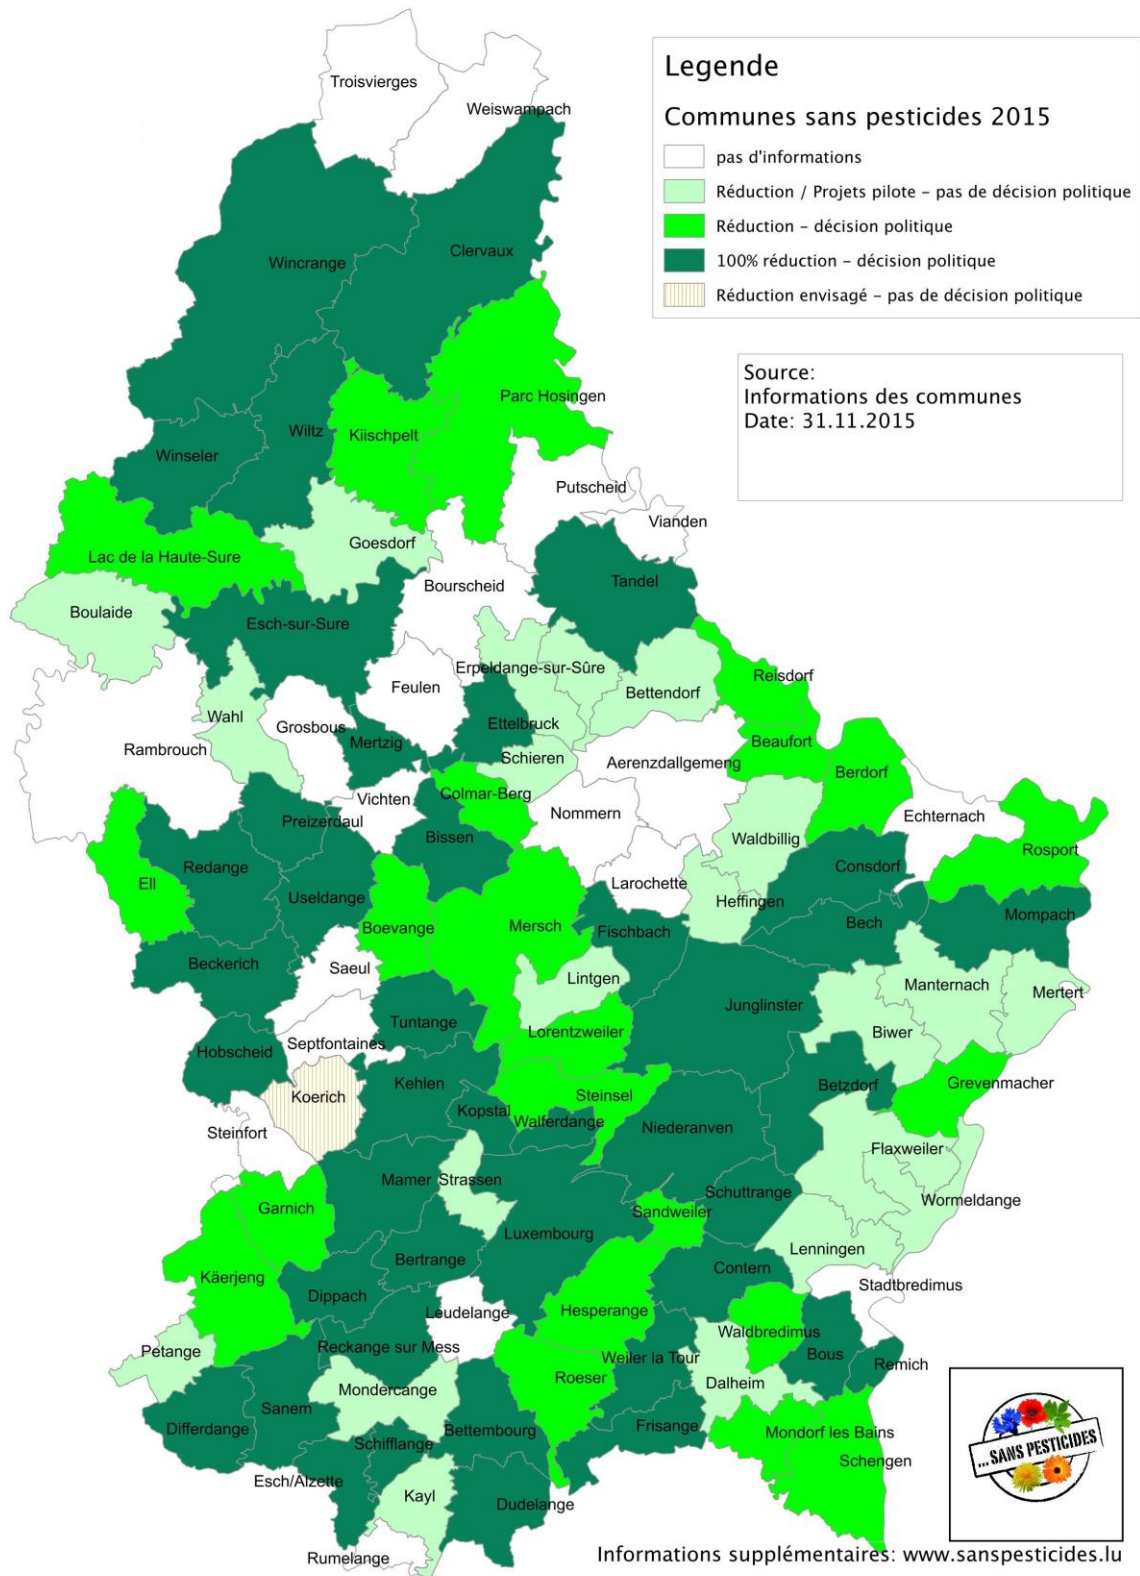 Troisvierges
Weiswampach
Legende
Communes sans pesticides 2015
pas d'informations
Réduction / Projets pilote – pas de décision politique
Réduction – décision politique
100% réduction – décision politique
Réduction envisagé – pas de décision politique
Clervaux
Wincrange
Source:
Informations des communes
Date: 31.11.2015
Parc Hosingen
Wiltz
Kiischpelt
Winseler
Putscheid
Vianden
Goesdorf
Lac de la Haute-Sure
Bourscheid
Tandel
Boulaide
Esch-sur-Sure
Erpeldange-sur-Sûre
Reisdorf
Feulen
Bettendorf
Wahl
Grosbous
Ettelbruck
Rambrouch
Mertzig
Beaufort
Schieren
Aerenzdallgemeng
Berdorf
Vichten
Colmar-Berg
Nommern
Echternach
Preizerdaul
Bissen
Waldbillig
Rosport
Redange
Consdorf
Ell
Larochette
Useldange
Heffingen
Bech
Mompach
Boevange
Mersch
Fischbach
Beckerich
Saeul
Lintgen
Junglinster
Manternach
Mertert
Tuntange
Lorentzweiler
Biwer
Septfontaines
Hobscheid
Kehlen
Betzdorf
Grevenmacher
Koerich
Steinsel
Kopstal
Walferdange
Niederanven
Steinfort
Flaxweiler
Mamer
Strassen
Schuttrange
Wormeldange
Garnich
Sandweiler
Luxembourg
Lenningen
Bertrange
Contern
Käerjeng
Stadtbredimus
Dippach
Leudelange
Hesperange
Waldbredimus
Reckange sur Mess
Petange
Weiler la Tour
Bous
Remich
Roeser
Mondercange
Dalheim
Sanem
Differdange
Bettembourg
Frisange
Mondorf les Bains
Schifflange
Schengen
Esch/Alzette
Kayl
Dudelange
Rumelange
...SANS PESTICIDES
Informations supplémentaires: www.sanspesticides.lu